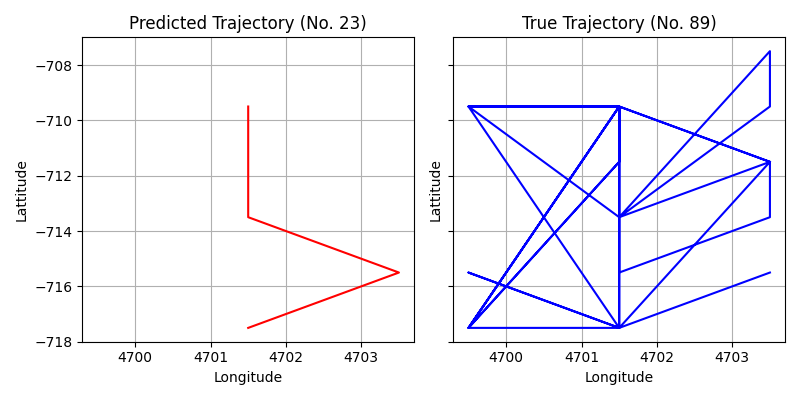 Predicted Trajectory (No. 23)
True Trajectory (No. 89)
Lattitude
−708
−710
−712
−714
−716
−718
4700
4701
4702
4703
Longitude
Lattitude
4700
4701
4702
4703
Longitude